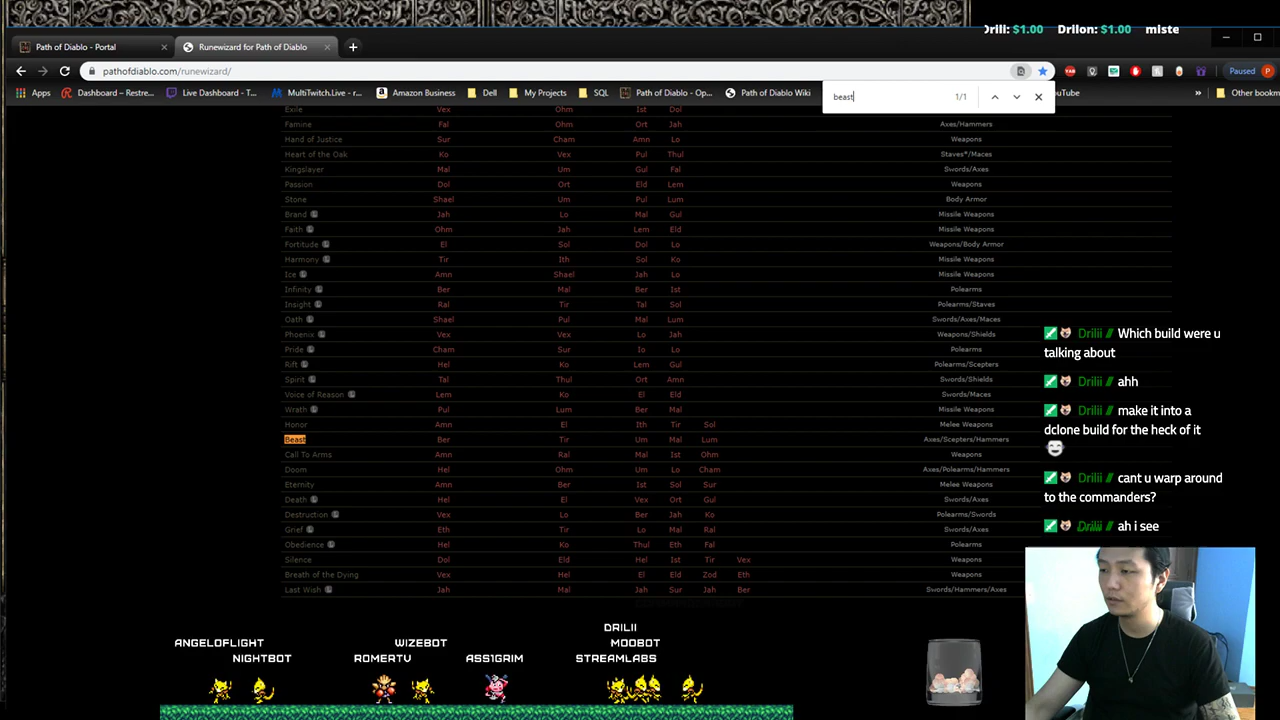 Drili: $1.00 Drilon: $1.00 miste
Path of Diablo - Portal
Runewizard for Path of Diablo
pathofdiablo.com/runewizard/
Paused
Apps
Dashboard – Restre...
Live Dashboard - T...
MultiTwitch.Live - r...
Amazon Business
Dell
My Projects
SQL
Path of Diablo - Op...
Path of Diablo Wiki
»
Other bookm
beast 1/1
Exile Vex Ohm Ist Dol
Famine Fal Ohm Ort Jah Axes/Hammers
Hand of Justice Sur Cham Amn Lo Weapons
Heart of the Oak Ko Vex Pul Thul Staves*/Maces
Kingslayer Mal Um Gul Fal Swords/Axes
Passion Dol Ort Eld Lem Weapons
Stone Shael Um Pul Lum Body Armor
Brand Jah Lo Mal Gul Missile Weapons
Faith Ohm Jah Lem Eld Missile Weapons
Fortitude El Sol Dol Lo Weapons/Body Armor
Harmony Tir Ith Sol Ko Missile Weapons
Ice Amn Shael Jah Lo Missile Weapons
Infinity Ber Mal Ber Ist Polearms
Insight Ral Tir Tal Sol Polearms/Staves
Oath Shael Pul Mal Lum Swords/Axes/Maces
Phoenix Vex Vex Lo Jah Weapons/Shields
Pride Cham Sur Io Lo Polearms
Rift Hel Ko Lem Gul Polearms/Scepters
Spirit Tal Thul Ort Amn Swords/Shields
Voice of Reason Lem Ko El Eld Swords/Maces
Wrath Pul Lum Ber Mal Missile Weapons
Honor Amn El Ith Tir Sol Melee Weapons
Beast Ber Tir Um Mal Lum Axes/Scepters/Hammers
Call To Arms Amn Ral Mal Ist Ohm Weapons
Doom Hel Ohm Um Lo Cham Axes/Polearms/Hammers
Eternity Amn Ber Ist Sol Sur Melee Weapons
Death Hel El Vex Ort Gul Swords/Axes
Destruction Vex Lo Ber Jah Ko Polearms/Swords
Grief Eth Tir Lo Mal Ral Swords/Axes
Obedience Hel Ko Thul Eth Fal Polearms
Silence Dol Eld Hel Ist Tir Vex Weapons
Breath of the Dying Vex Hel El Eld Zod Eth Weapons
Last Wish Jah Mal Jah Sur Jah Ber Swords/Hammers/Axes
Drilii // Whhh build were u
talking abt
Drilii // ahh
Drilii // make it into a
dclone build for the heck of it
Drilii // can't u warp around
to the commanders?
Drilii // ah i see
ANGELOFLIGHT
NIGHTBOT
WIZEBOT
ROMERTV
ASS1GRIM
DRILII
MOOBOT
STREAMLABS